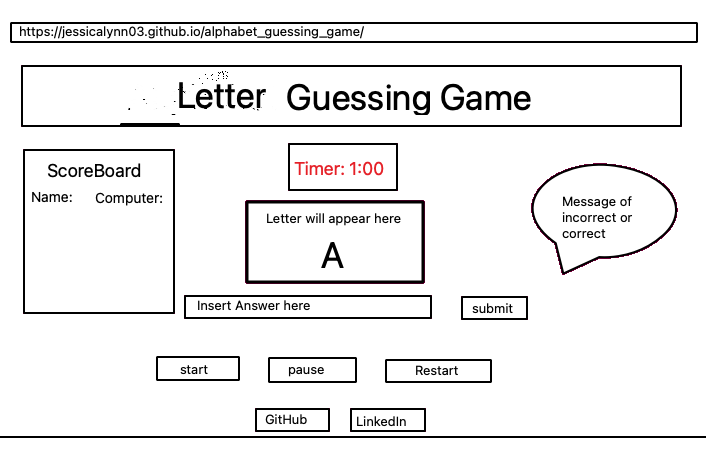 https://jessicalynn03.github.io/alphabet_guessing_game/
Letter Guessing Game
ScoreBoard
Name: Computer:
Timer: 1:00
Letter will appear here
A
Message of
incorrect or
correct
Insert Answer here
submit
start
pause
Restart
GitHub
LinkedIn